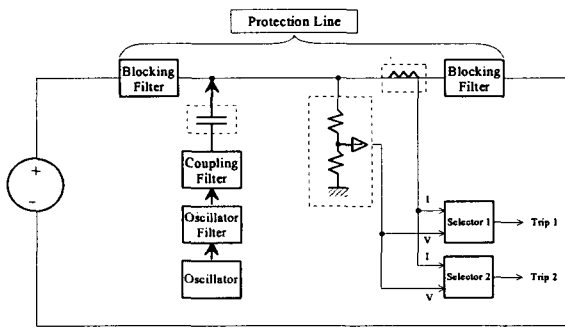 Protection Line
Blocking
Filter
Blocking
Filter
Coupling
Filter
Oscillator
Filter
Oscillator
+
-
I
V
Selector 1
Trip 1
I
V
Selector 2
Trip 2